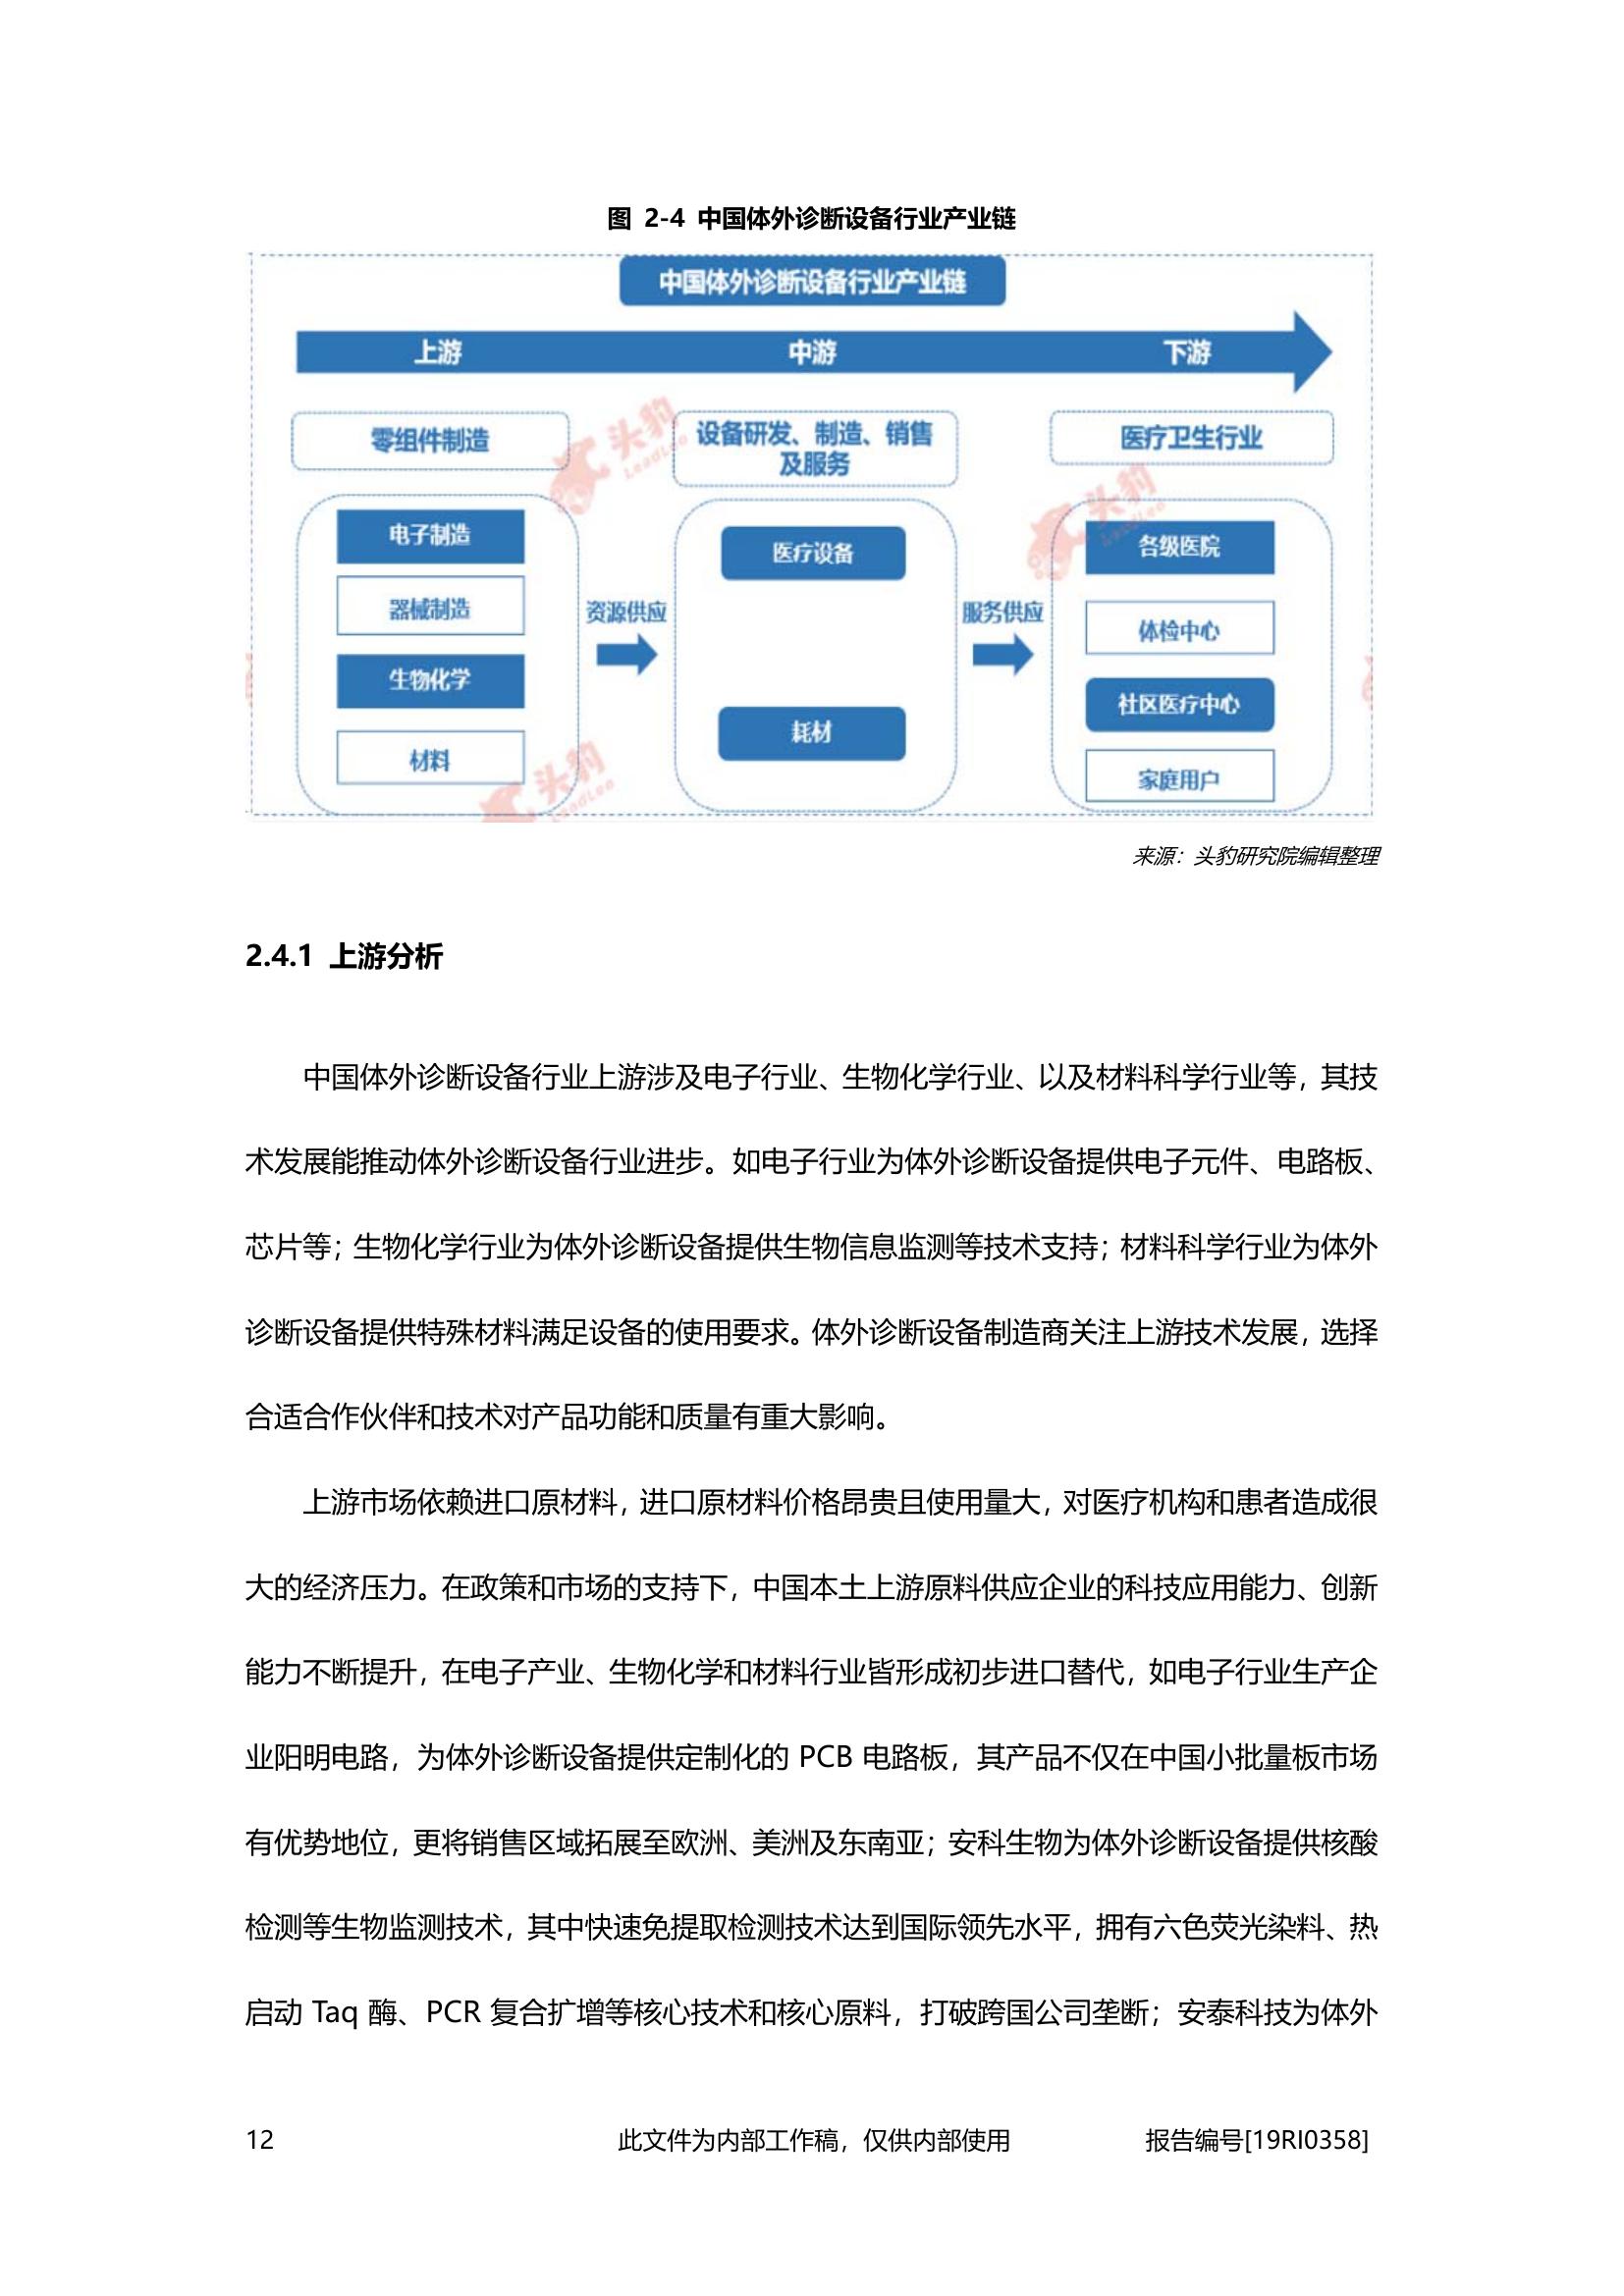 图 2-4 中国体外诊断设备行业产业链
中国体外诊断设备行业产业链
上游
中游
下游
零组件制造
设备研发、制造、销售
及服务
医疗卫生行业
电子制造
器械制造
生物化学
材料
资源供应
医疗设备
耗材
服务供应
各级医院
体检中心
社区医疗中心
家庭用户
头豹
LeadLeo
头豹
LeadLeo
头豹
LeadLeo
来源：头豹研究院编辑整理
2.4.1 上游分析
中国体外诊断设备行业上游涉及电子行业、生物化学行业、以及材料科学行业等，其技
术发展能推动体外诊断设备行业进步。如电子行业为体外诊断设备提供电子元件、电路板、
芯片等；生物化学行业为体外诊断设备提供生物信息监测等技术支持；材料科学行业为体外
诊断设备提供特殊材料满足设备的使用要求。体外诊断设备制造商关注上游技术发展，选择
合适合作伙伴和技术对产品功能和质量有重大影响。
上游市场依赖进口原材料，进口原材料价格昂贵且使用量大，对医疗机构和患者造成很
大的经济压力。在政策和市场的支持下，中国本土上游原料供应企业的科技应用能力、创新
能力不断提升，在电子产业、生物化学和材料行业皆形成初步进口替代，如电子行业生产企
业阳明电路，为体外诊断设备提供定制化的 PCB 电路板，其产品不仅在中国小批量板市场
有优势地位，更将销售区域拓展至欧洲、美洲及东南亚；安科生物为体外诊断设备提供核酸
检测等生物监测技术，其中快速免提取检测技术达到国际领先水平，拥有六色荧光染料、热
启动 Taq 酶、PCR 复合扩增等核心技术和核心原料，打破跨国公司垄断；安泰科技为体外
12 此文件为内部工作稿，仅供内部使用 报告编号[19RI0358]